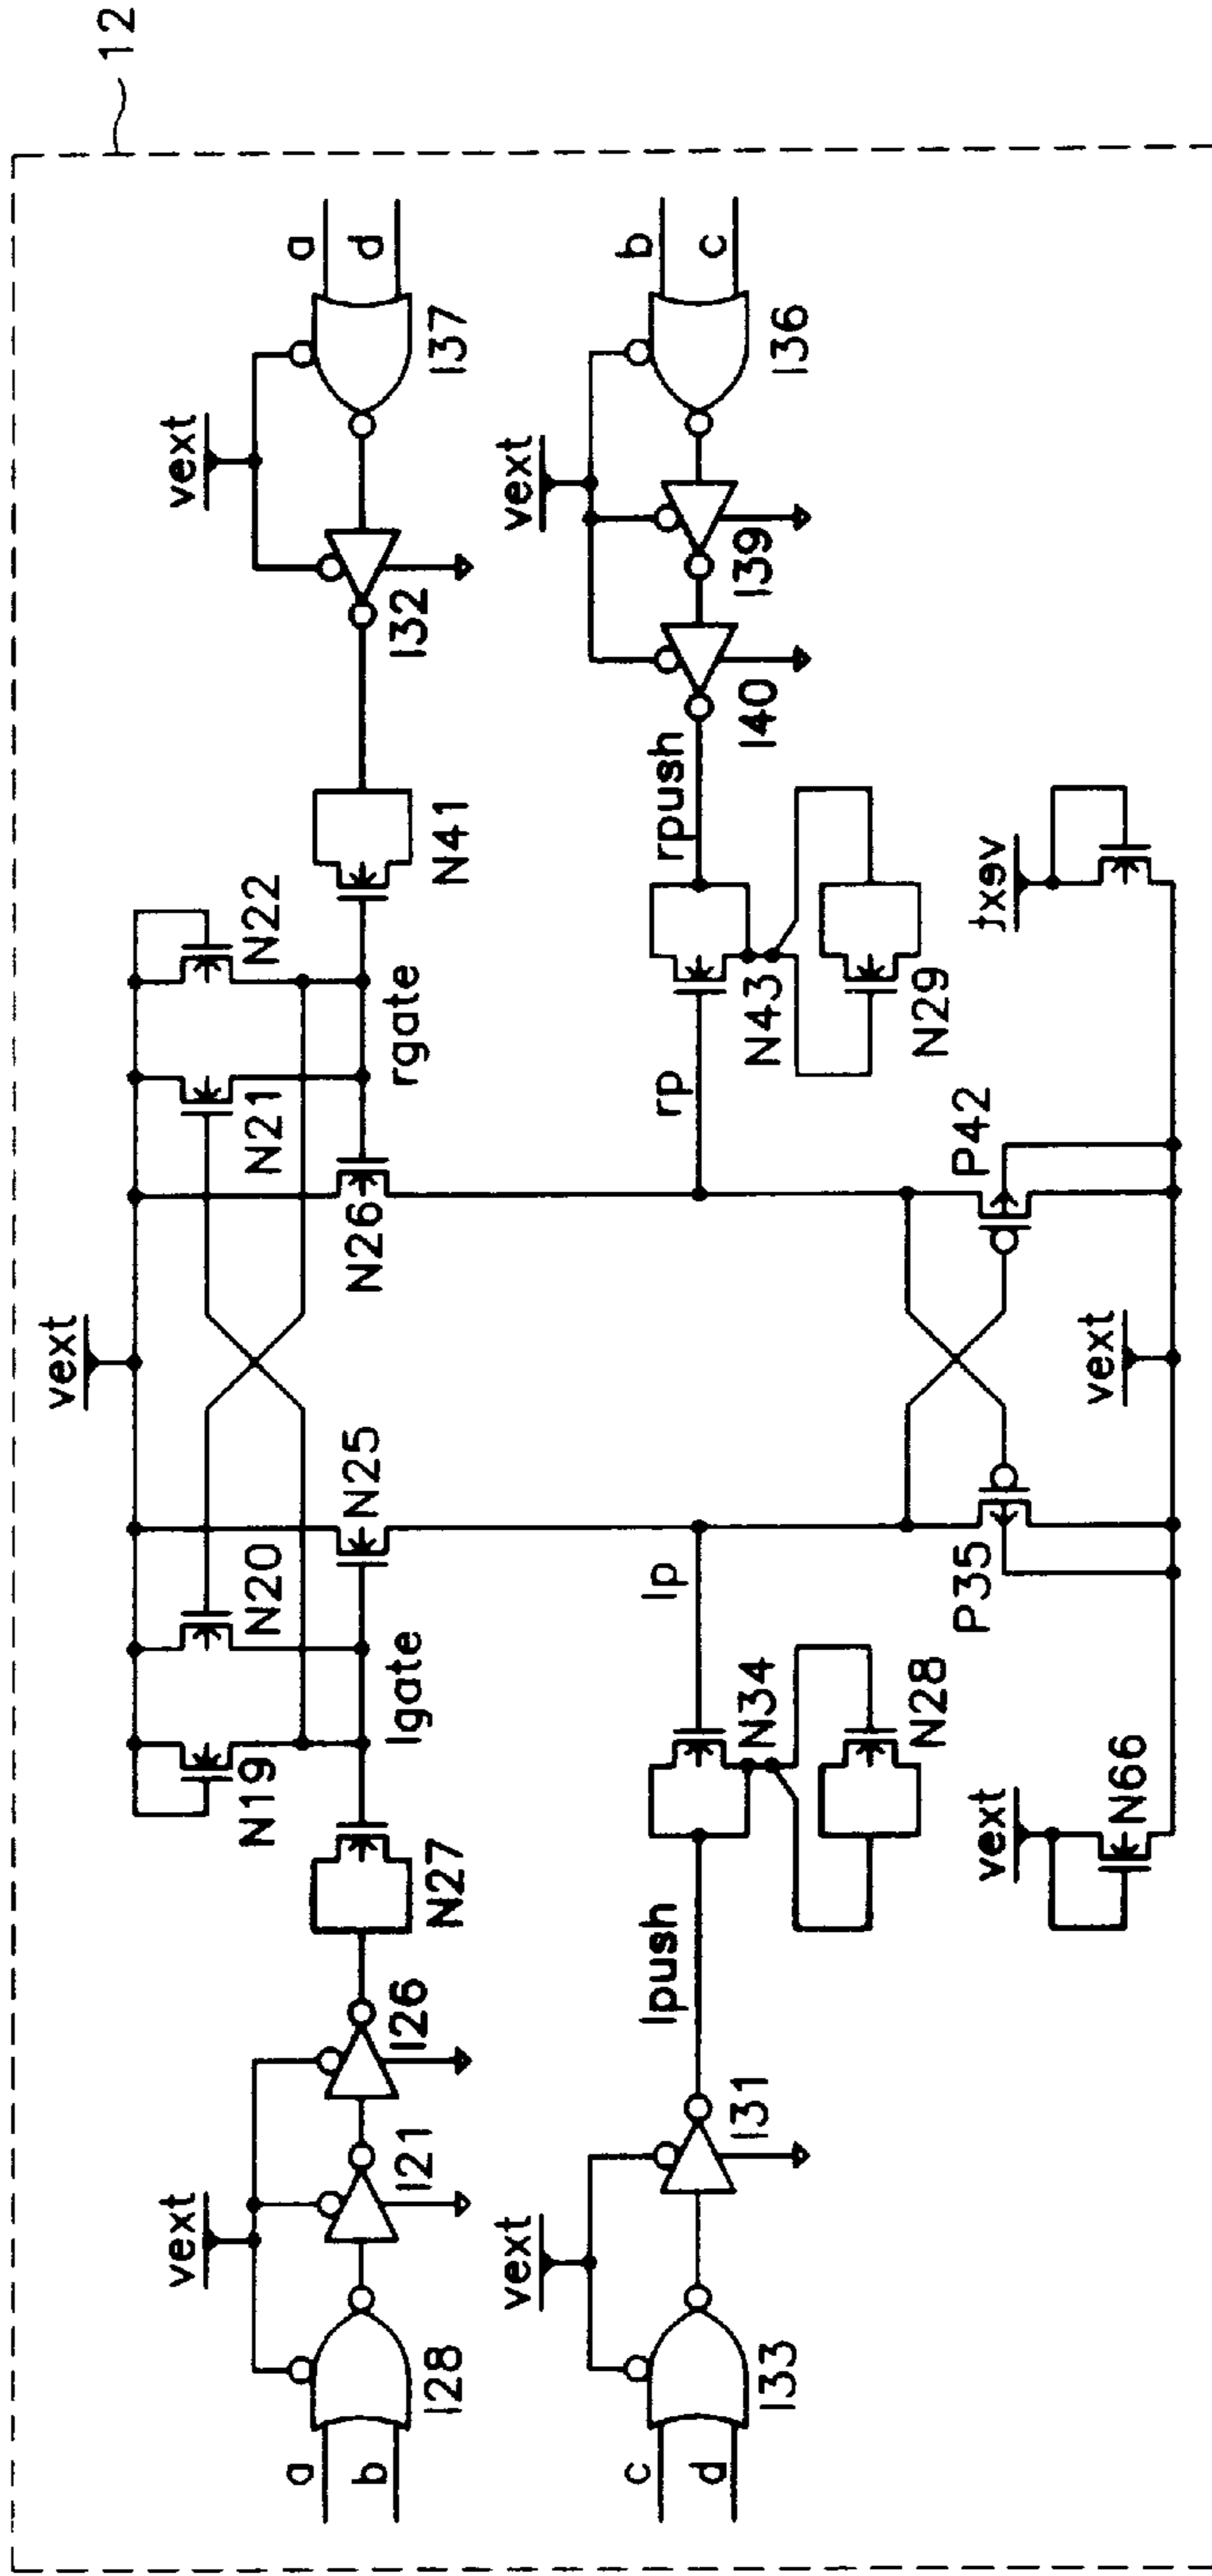 12
vext
vext
vext
N19
N20
N21
N22
a
a
b
d
N25
N26
I28
I21
I26
N27
lgate
rgate
N41
I32
I37
vext
vext
c
lpush
lp
rp
rpush
b
d
c
I33
I31
N34
N43
I40
I39
I36
N28
N29
P35
P42
vext
vext
vext
N66